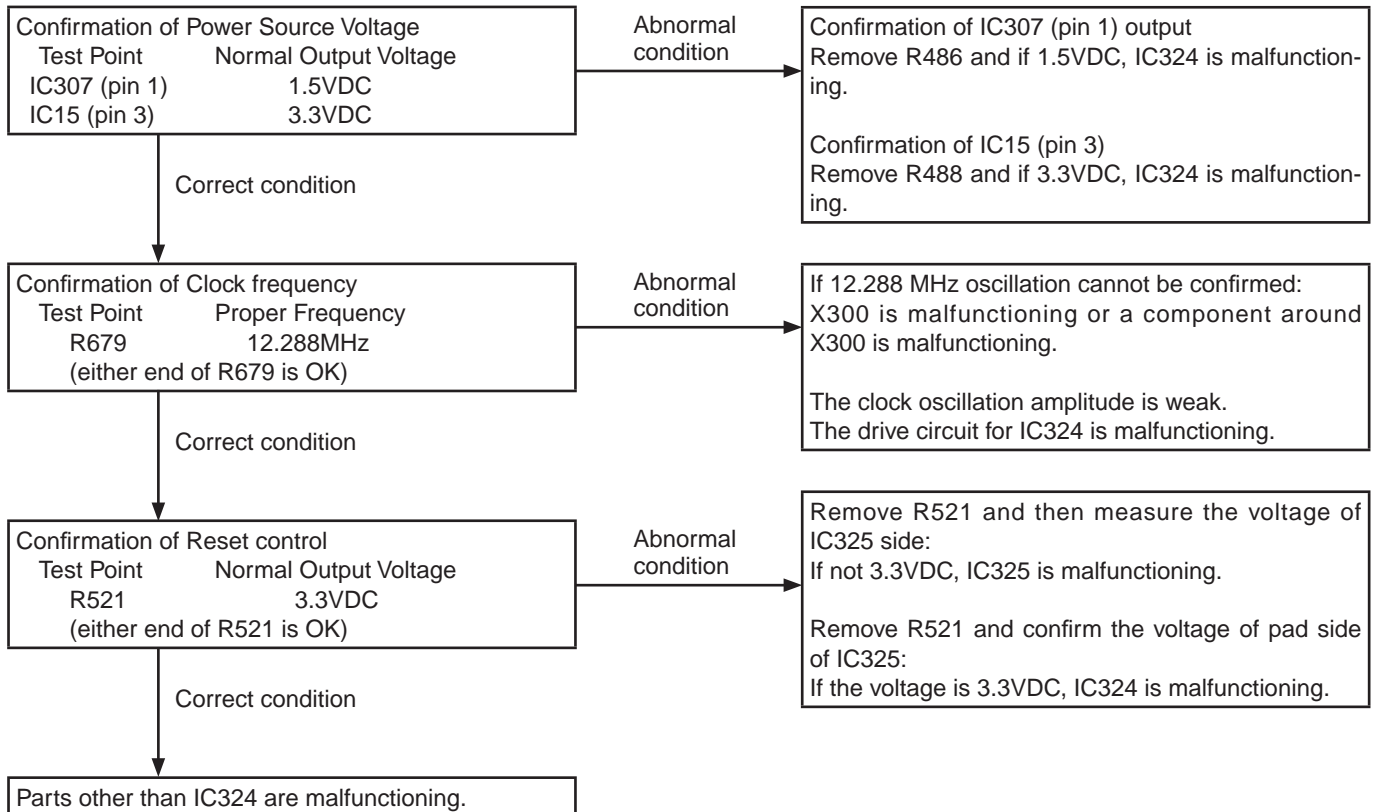 Confirmation of Power Source Voltage
Test Point Normal Output Voltage
IC307 (pin 1) 1.5VDC
IC15 (pin 3) 3.3VDC
Abnormal
condition
Confirmation of IC307 (pin 1) output
Remove R486 and if 1.5VDC, IC324 is malfunction-
ing.
Confirmation of IC15 (pin 3)
Remove R488 and if 3.3VDC, IC324 is malfunction-
ing.
Correct condition
Confirmation of Clock frequency
Test Point Proper Frequency
R679 12.288MHz
(either end of R679 is OK)
Abnormal
condition
If 12.288 MHz oscillation cannot be confirmed:
X300 is malfunctioning or a component around
X300 is malfunctioning.
The clock oscillation amplitude is weak.
The drive circuit for IC324 is malfunctioning.
Correct condition
Confirmation of Reset control
Test Point Normal Output Voltage
R521 3.3VDC
(either end of R521 is OK)
Abnormal
condition
Remove R521 and then measure the voltage of
IC325 side:
If not 3.3VDC, IC325 is malfunctioning.
Remove R521 and confirm the voltage of pad side
of IC325:
If the voltage is 3.3VDC, IC324 is malfunctioning.
Correct condition
Parts other than IC324 are malfunctioning.